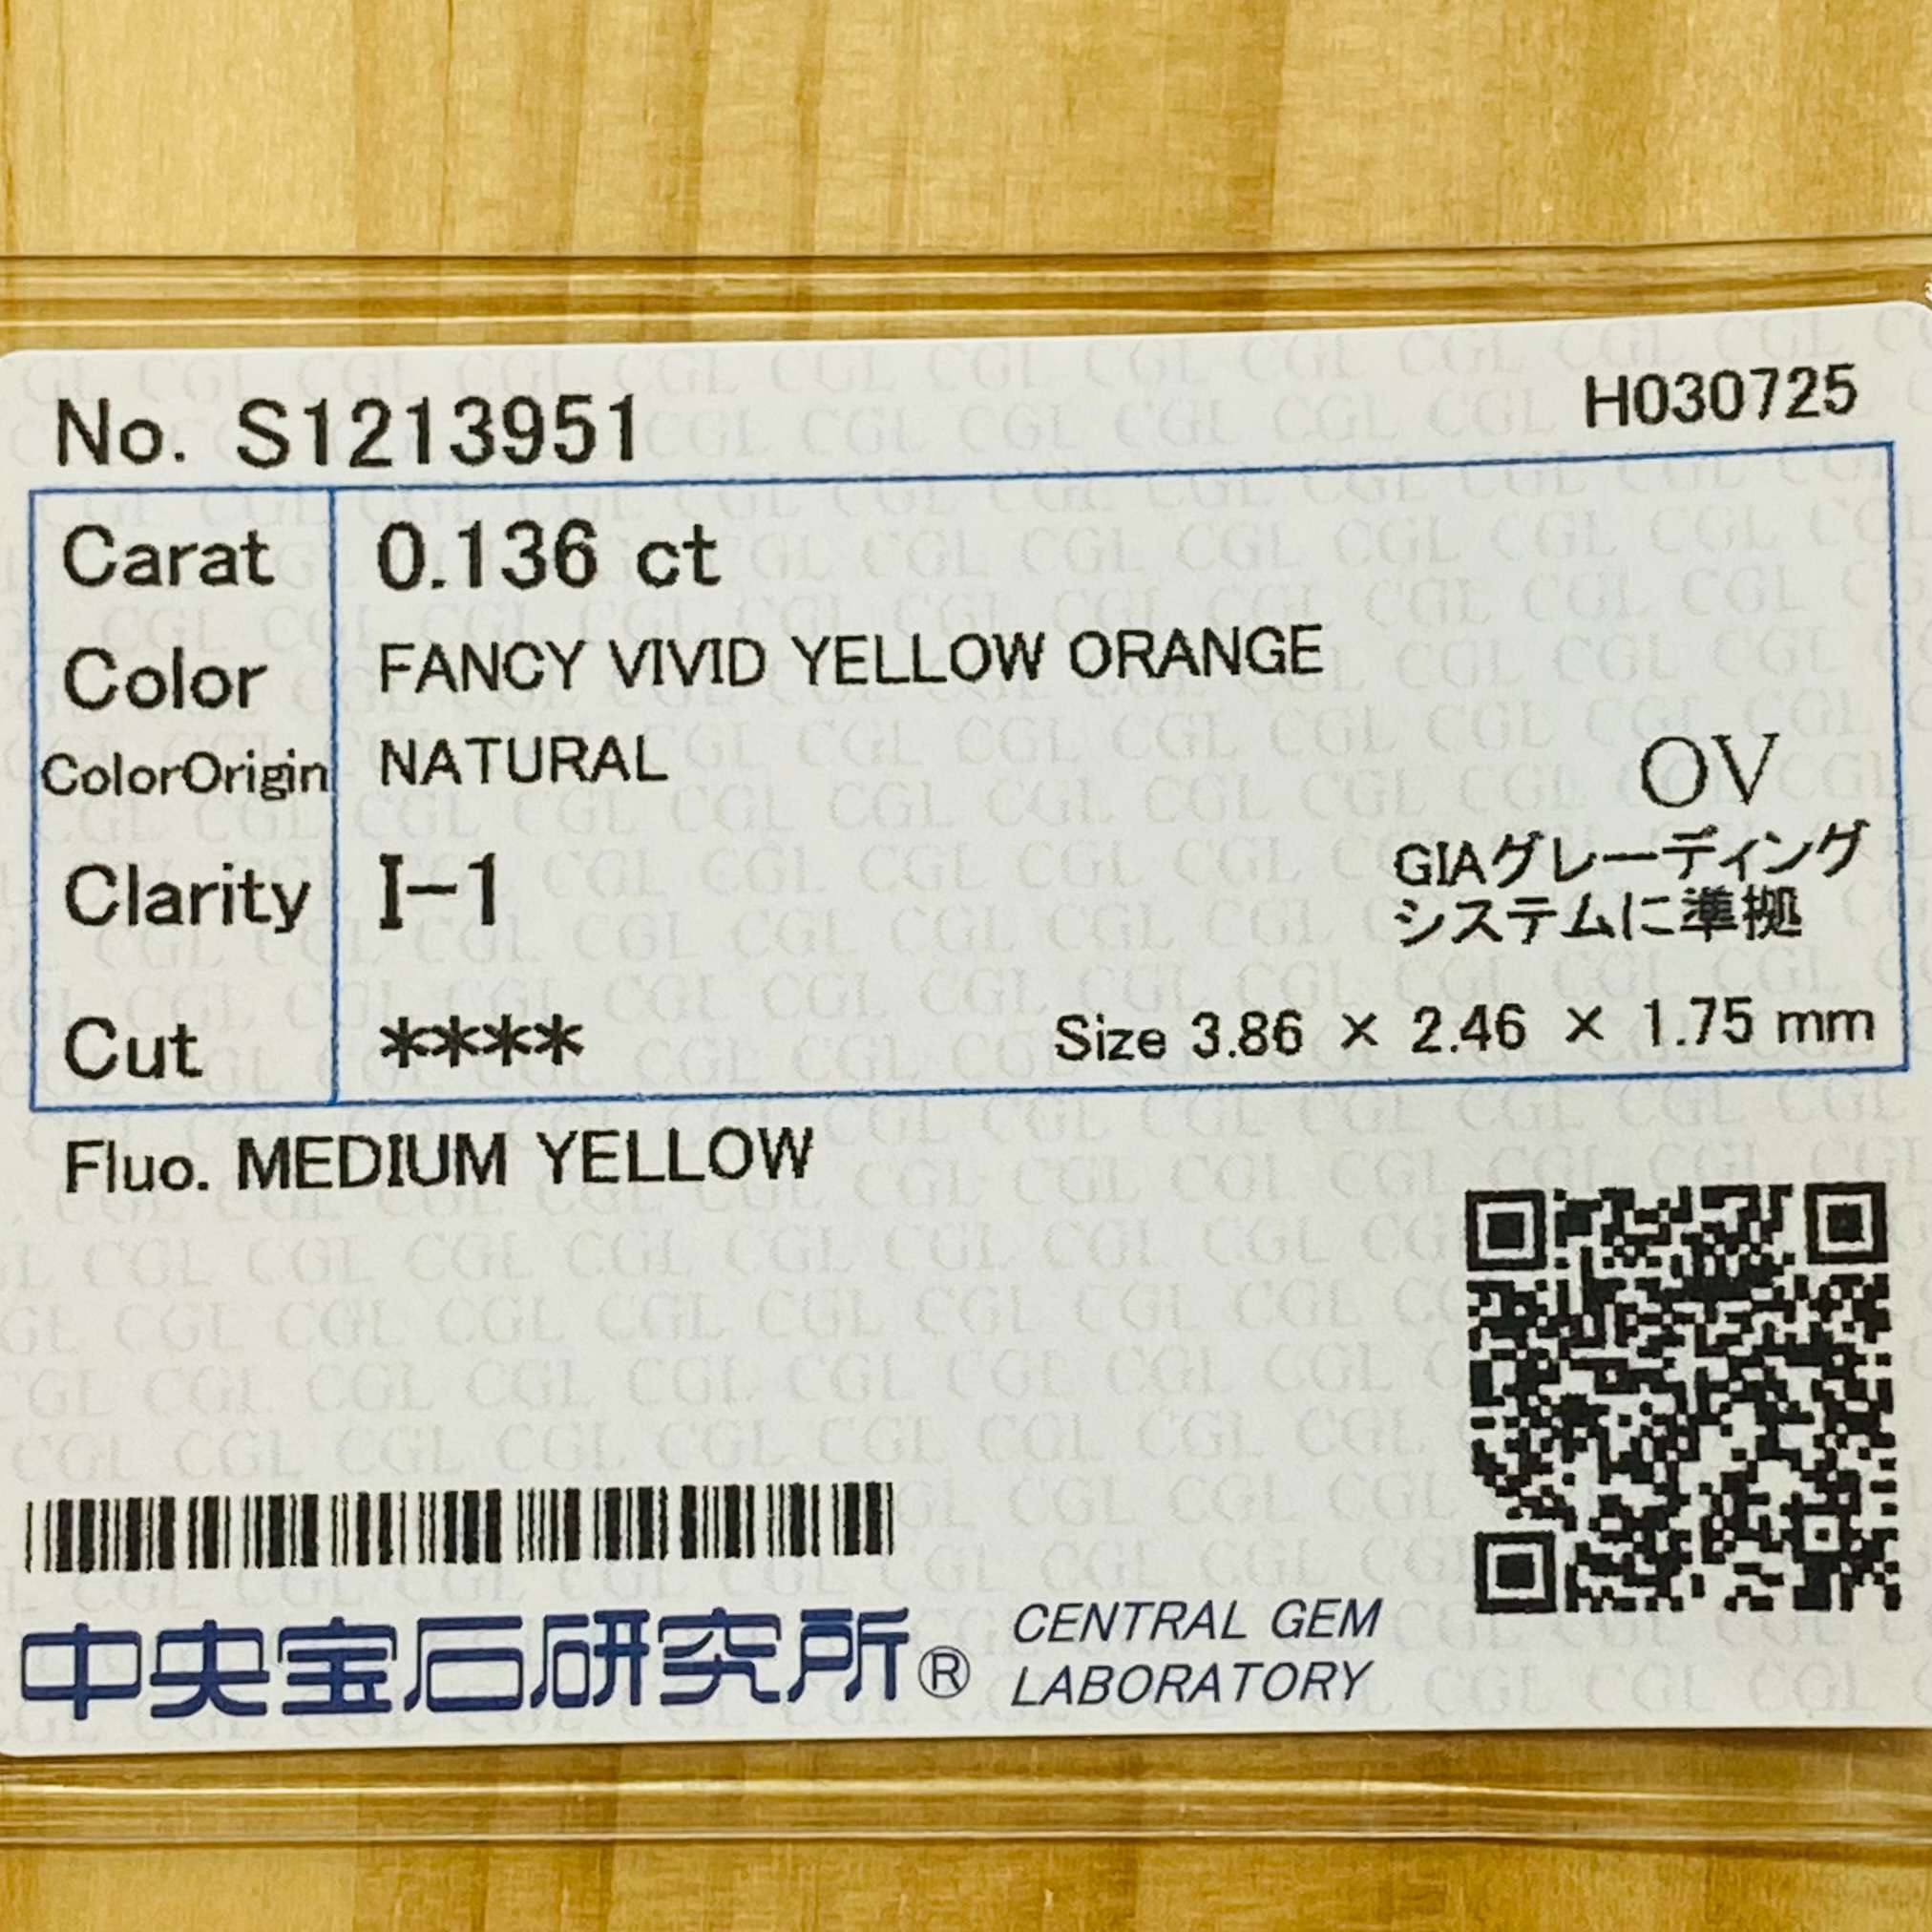 No. S1213951
H030725
Carat 0.136 ct
Color FANCY VIVID YELLOW ORANGE
ColorOrigin NATURAL
OV
Clarity I-1
GIAグレーディング
システムに準拠
Cut ****
Size 3.86 × 2.46 × 1.75 mm
Fluo. MEDIUM YELLOW
中央宝石研究所®
CENTRAL GEM
LABORATORY